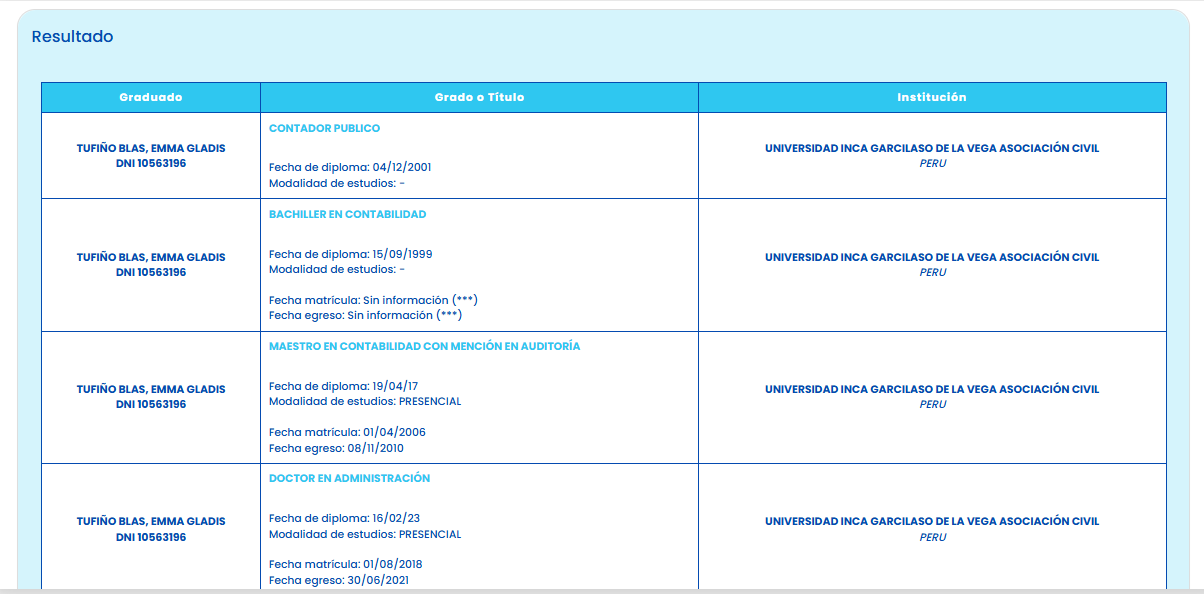 Resultado
Graduado Grado o Título Institución
CONTADOR PUBLICO
TUFIÑO BLAS, EMMA GLADIS UNIVERSIDAD INCA GARCILASO DE LA VEGA ASOCIACIÓN CIVIL
DNI 10563196 PERU
Fecha de diploma: 04/12/2001
Modalidad de estudios: -
BACHILLER EN CONTABILIDAD
Fecha de diploma: 15/09/1999
TUFIÑO BLAS, EMMA GLADIS UNIVERSIDAD INCA GARCILASO DE LA VEGA ASOCIACIÓN CIVIL
DNI 10563196 PERU
Modalidad de estudios: -
Fecha matrícula: Sin información (***)
Fecha egreso: Sin información (***)
MAESTRO EN CONTABILIDAD CON MENCIÓN EN AUDITORÍA
Fecha de diploma: 19/04/17
TUFIÑO BLAS, EMMA GLADIS UNIVERSIDAD INCA GARCILASO DE LA VEGA ASOCIACIÓN CIVIL
DNI 10563196 PERU
Modalidad de estudios: PRESENCIAL
Fecha matrícula: 01/04/2006
Fecha egreso: 08/11/2010
DOCTOR EN ADMINISTRACIÓN
Fecha de diploma: 16/02/23
TUFIÑO BLAS, EMMA GLADIS UNIVERSIDAD INCA GARCILASO DE LA VEGA ASOCIACIÓN CIVIL
DNI 10563196 PERU
Modalidad de estudios: PRESENCIAL
Fecha matrícula: 01/08/2018
Fecha egreso: 30/06/2021